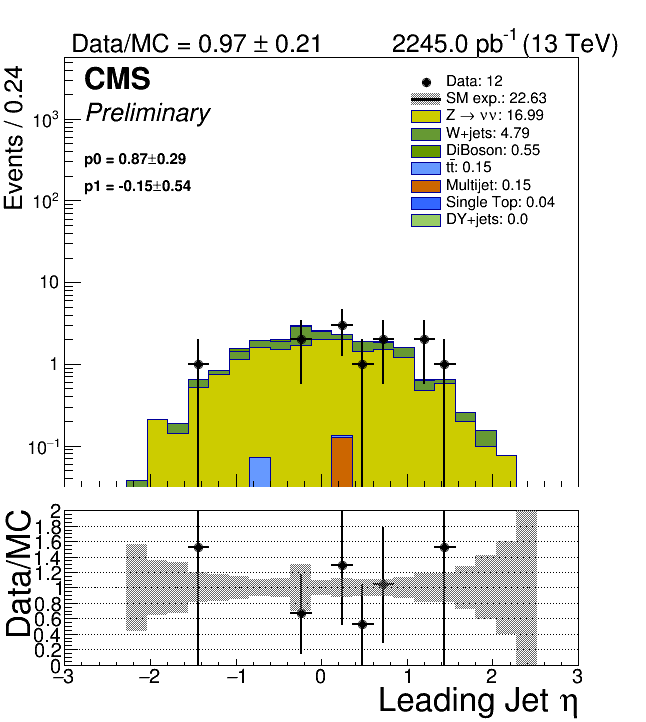 Data/MC = 0.97 ± 0.21 2245.0 pb⁻¹ (13 TeV)
CMS
Preliminary
p0 = 0.87±0.29
p1 = -0.15±0.54
Data: 12
SM exp.: 22.63
Z → νν: 16.99
W+jets: 4.79
DiBoson: 0.55
tt̄: 0.15
Multijet: 0.15
Single Top: 0.04
DY+jets: 0.0
Events / 0.24
10³
10²
10
1
10⁻¹
Data/MC
2
1.8
1.6
1.4
1.2
1
0.8
0.6
0.4
0.2
0
−3 −2 −1 0 1 2 3
Leading Jet η